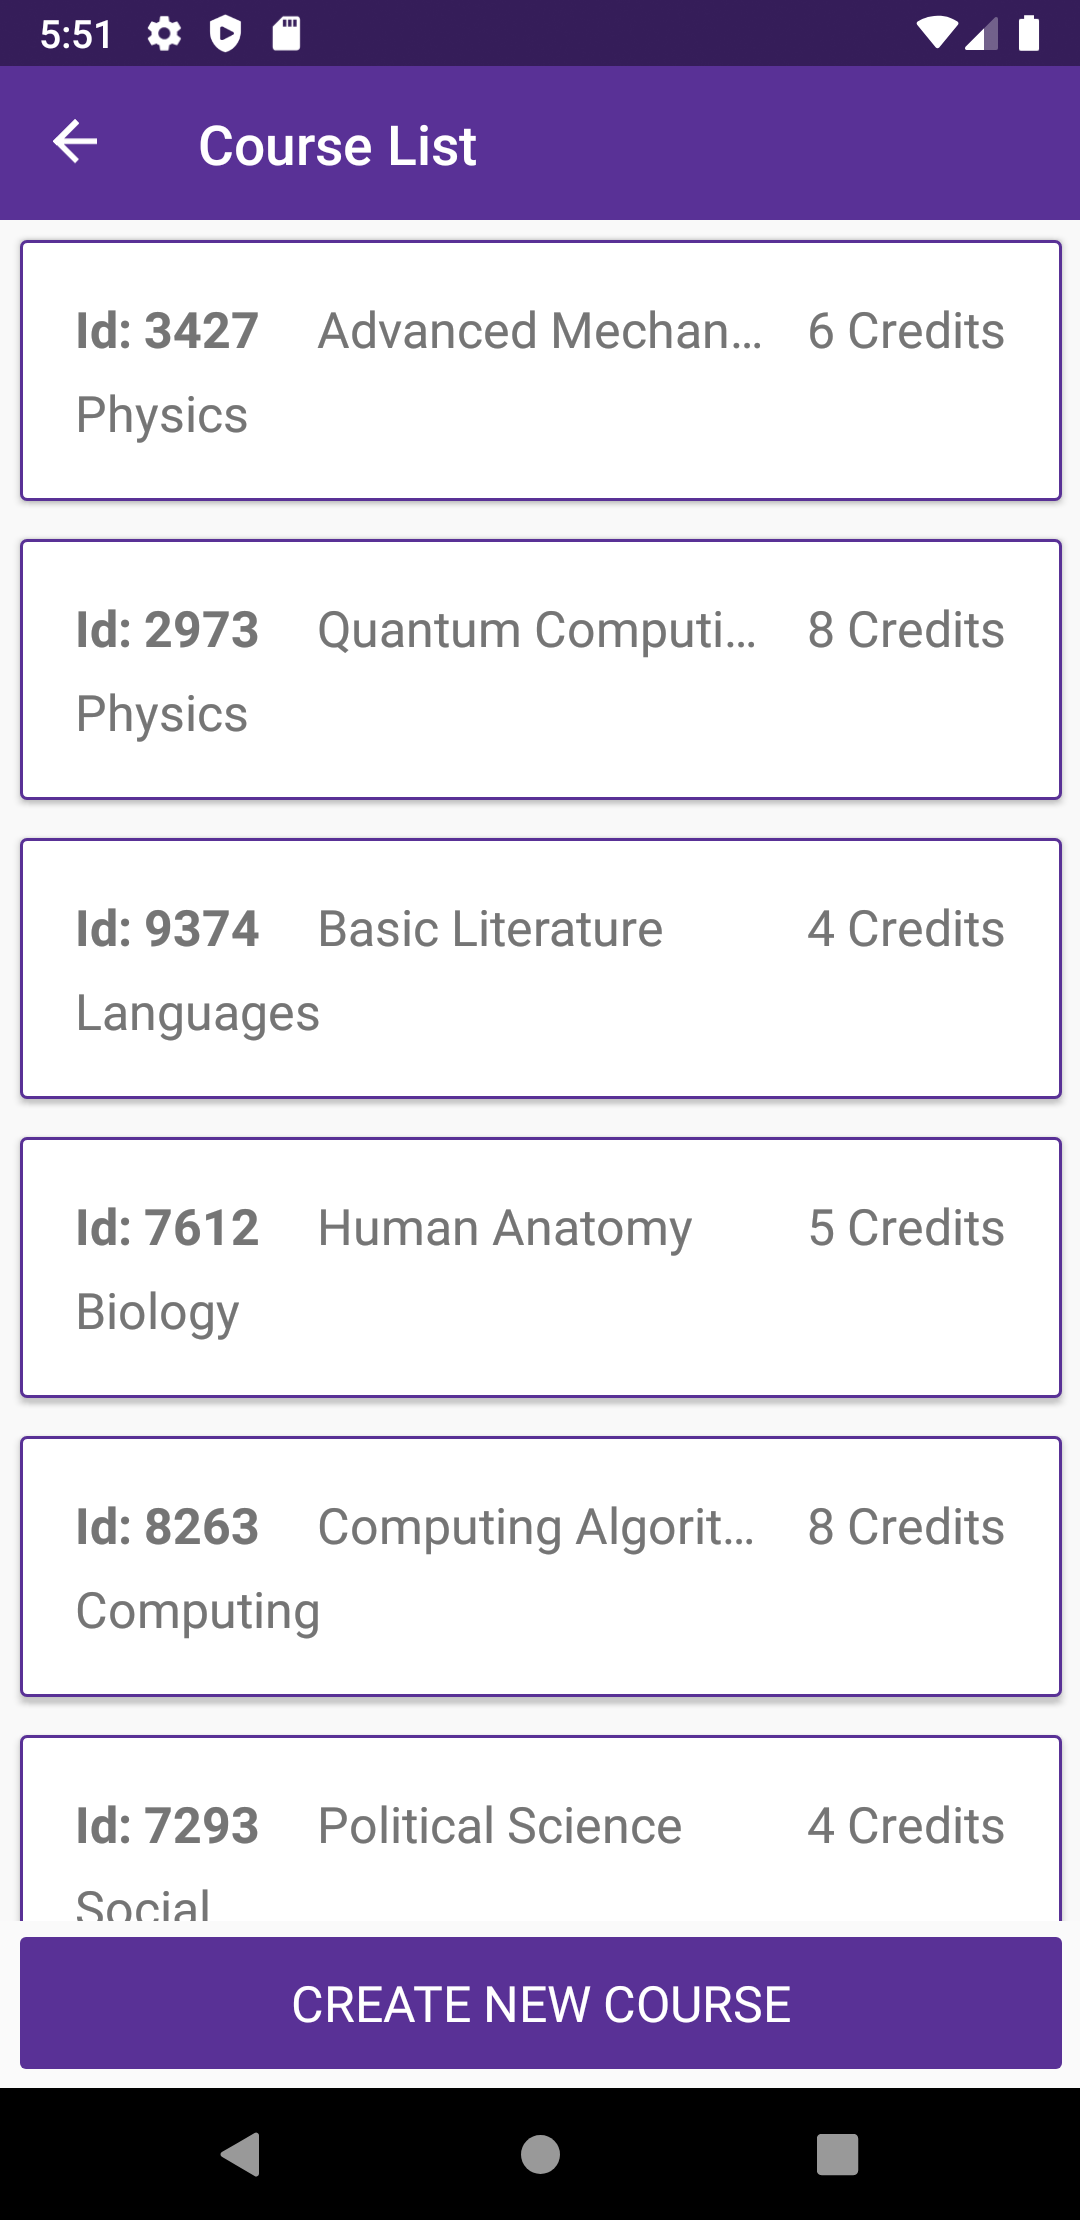 5:51
Course List
Id: 3427 Advanced Mechan... 6 Credits
Physics
Id: 2973 Quantum Computi... 8 Credits
Physics
Id: 9374 Basic Literature 4 Credits
Languages
Id: 7612 Human Anatomy 5 Credits
Biology
Id: 8263 Computing Algorit... 8 Credits
Computing
Id: 7293 Political Science 4 Credits
Social
CREATE NEW COURSE